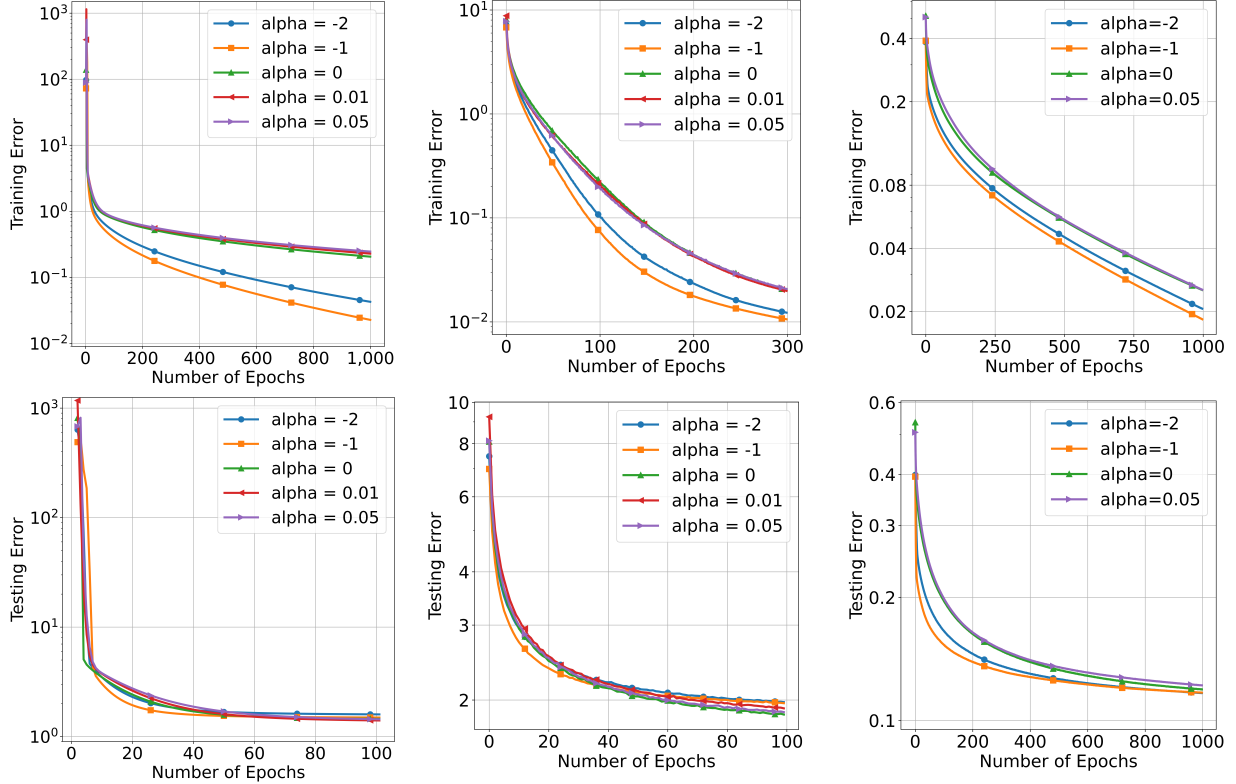 10³
10²
10¹
10⁰
10⁻¹
10⁻²
Training Error
0
200
400
600
800
1,000
Number of Epochs
alpha = -2
alpha = -1
alpha = 0
alpha = 0.01
alpha = 0.05
10¹
10⁰
10⁻¹
10⁻²
Training Error
0
100
200
300
Number of Epochs
alpha = -2
alpha = -1
alpha = 0
alpha = 0.01
alpha = 0.05
0.4
0.2
0.08
0.04
0.02
Training Error
0
250
500
750
1000
Number of Epochs
alpha=-2
alpha=-1
alpha=0
alpha=0.05
10³
10²
10¹
10⁰
Testing Error
0
20
40
60
80
100
Number of Epochs
alpha = -2
alpha = -1
alpha = 0
alpha = 0.01
alpha = 0.05
10
8
6
4
3
2
Testing Error
0
20
40
60
80
100
Number of Epochs
alpha = -2
alpha = -1
alpha = 0
alpha = 0.01
alpha = 0.05
0.6
0.4
0.3
0.2
0.1
Testing Error
0
200
400
600
800
1000
Number of Epochs
alpha=-2
alpha=-1
alpha=0
alpha=0.05